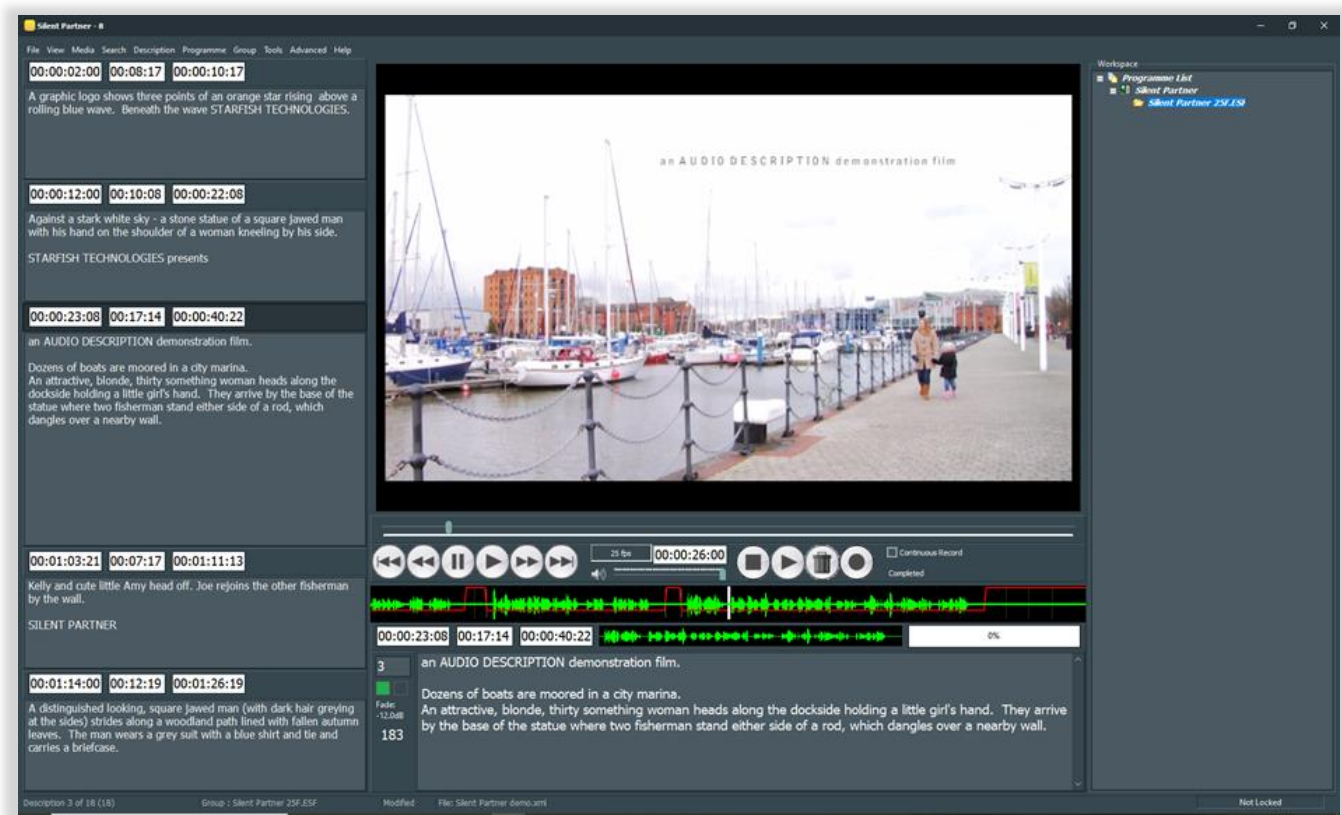 Silent Partner - 8
File View Media Search Description Programme Group Tools Advanced Help
00:00:02:00 00:08:17 00:00:10:17
A graphic logo shows three points of an orange star rising above a
rolling blue wave. Beneath the wave STARFISH TECHNOLOGIES.
00:00:12:00 00:10:08 00:00:22:08
Against a stark white sky - a stone statue of a square jawed man
with his hand on the shoulder of a woman kneeling by his side.
STARFISH TECHNOLOGIES presents
00:00:23:08 00:17:14 00:00:40:22
an AUDIO DESCRIPTION demonstration film.
Dozens of boats are moored in a city marina.
An attractive, blonde, thirty something woman heads along the
dockside holding a little girl's hand. They arrive by the base of the
statue where two fisherman stand either side of a rod, which
dangles over a nearby wall.
00:01:03:21 00:07:17 00:01:11:13
Kelly and cute little Amy head off. Joe rejoins the other fisherman
by the wall.
SILENT PARTNER
00:01:14:00 00:12:19 00:01:26:19
A distinguished looking, square jawed man (with dark hair greying
at the sides) strides along a woodland path lined with fallen autumn
leaves. The man wears a grey suit with a blue shirt and tie and
carries a briefcase.
an AUDIO DESCRIPTION demonstration film
25 fps 00:00:26:00
Continuous Record
Completed
00:00:23:08 00:17:14 00:00:40:22
0%
3
Fade:
-12.0dB
183
an AUDIO DESCRIPTION demonstration film.
Dozens of boats are moored in a city marina.
An attractive, blonde, thirty something woman heads along the dockside holding a little girl's hand. They arrive
by the base of the statue where two fisherman stand either side of a rod, which dangles over a nearby wall.
Workspace
Programme List
Silent Partner
Silent Partner 25F.ESF
Description 3 of 18 (18) Group : Silent Partner 25F.ESF Modified File: Silent Partner demo.xml Not Locked